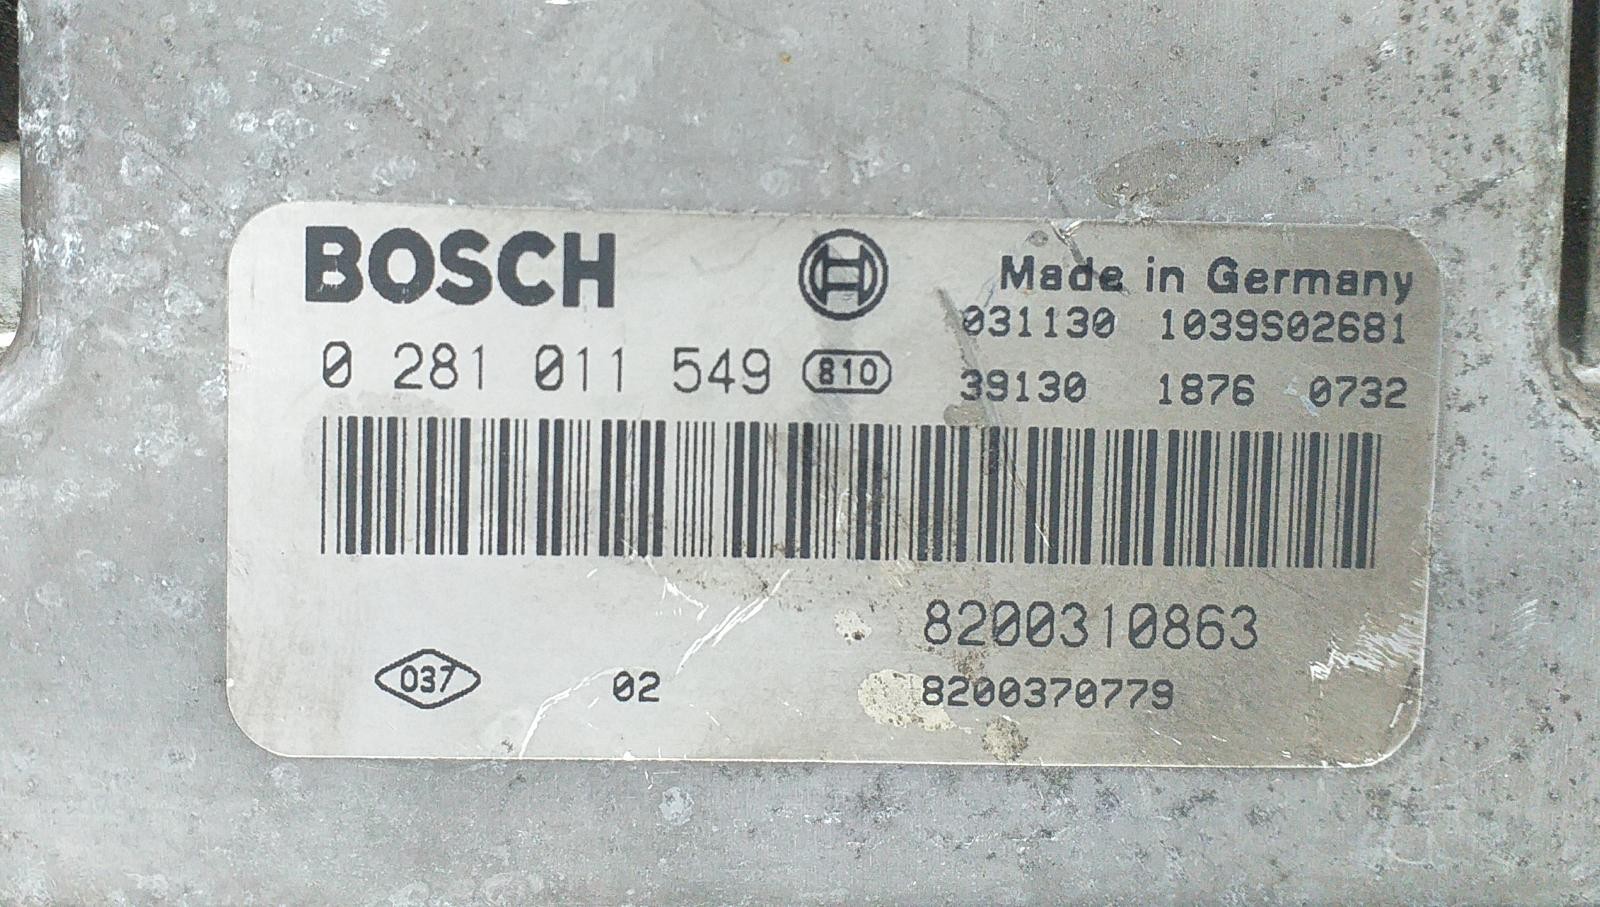 BOSCH
Made in Germany
031130 1039S02681
0 281 011 549 810
39130 1876 0732
8200310863
037 02 8200370779